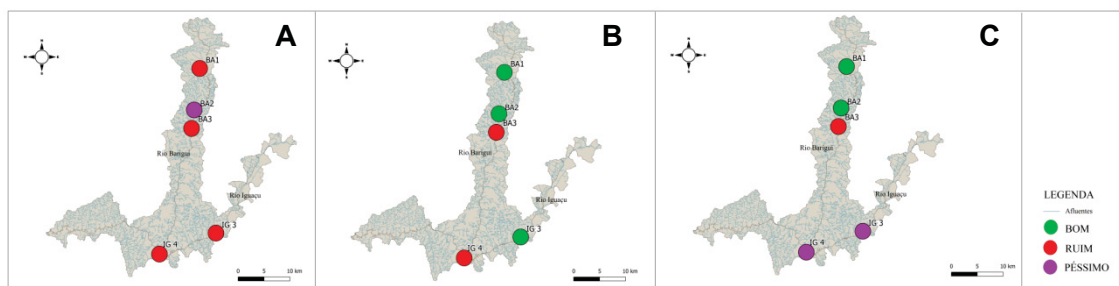 A
N
BA1
BA2
BA3
Rio Barigui
Rio Iguaçu
IG 3
IG 4
0 5 10 km
B
N
BA1
BA2
BA3
Rio Barigui
Rio Iguaçu
IG 3
IG 4
0 5 10 km
C
N
BA1
BA2
BA3
Rio Barigui
Rio Iguaçu
IG 3
IG 4
0 5 10 km
LEGENDA
Afluentes
BOM
RUIM
PÉSSIMO